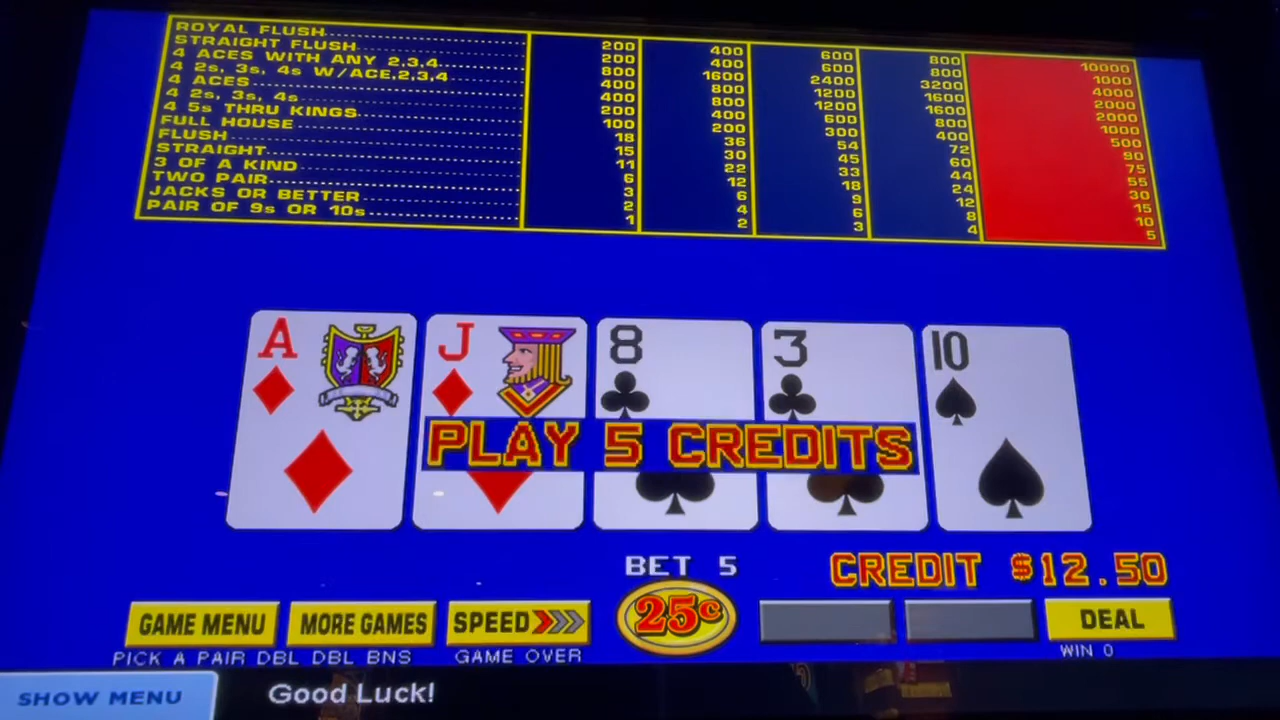 ROYAL FLUSH 200 400 600 800 10000
STRAIGHT FLUSH 200 400 600 800 1000
4 ACES WITH ANY 2,3,4 800 1600 2400 3200 4000
4 2s, 3s, 4s W/ACE,2,3,4 400 800 1200 1600 2000
4 ACES 400 800 1200 1600 2000
4 2s, 3s, 4s 200 400 600 800 1000
4 5s THRU KINGS 100 200 300 400 500
FULL HOUSE 18 36 54 72 90
FLUSH 15 30 45 60 75
STRAIGHT 11 22 33 44 55
3 OF A KIND 6 12 18 24 30
TWO PAIR 3 6 9 12 15
JACKS OR BETTER 2 4 6 8 10
PAIR OF 9s OR 10s 1 2 3 4 5
A J 8 3 10
PLAY 5 CREDITS
BET 5 CREDIT $12.50
GAME MENU MORE GAMES SPEED 25¢ DEAL
PICK A PAIR DBL DBL BNS GAME OVER WIN 0
SHOW MENU Good Luck!